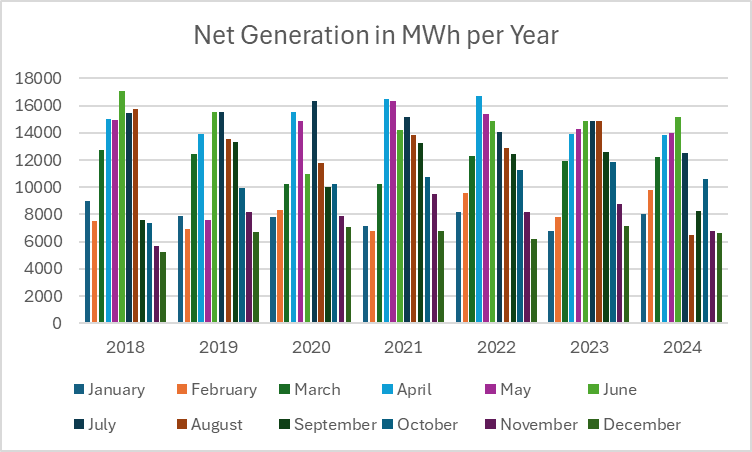 Net Generation in MWh per Year
18000
16000
14000
12000
10000
8000
6000
4000
2000
0
2018 2019 2020 2021 2022 2023 2024
January February March April May June
July August September October November December